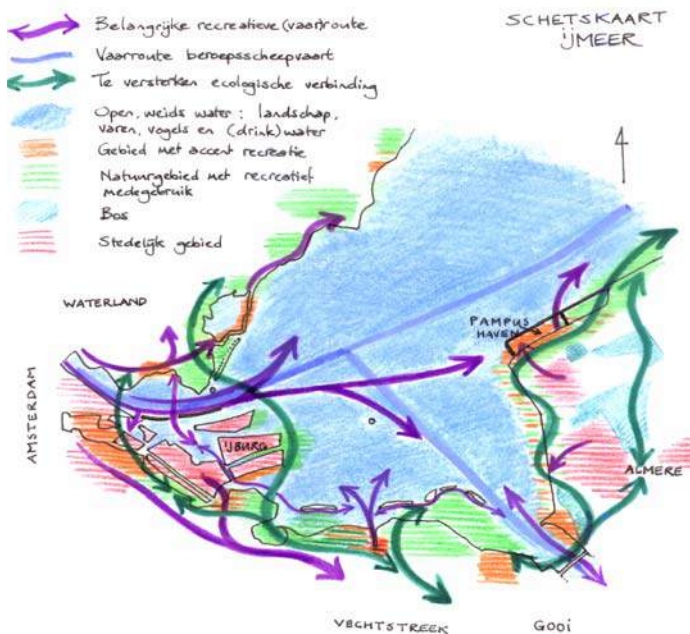 Belangrijke recreatieve (vaar)route
Vaarroute beroepsscheepvaart
Te versterken ecologische verbinding
Open, weids water : landschap,
varen, vogels en (drink)water
Gebied met accent recreatie
Natuurgebied met recreatief
medegebruik
Bos
Stedelijk gebied
SCHETSKAART
IJMEER
WATERLAND
AMSTERDAM
IJBURG
PAMPUS
HAVEN
ALMERE
VECHTSTREEK
GOOI